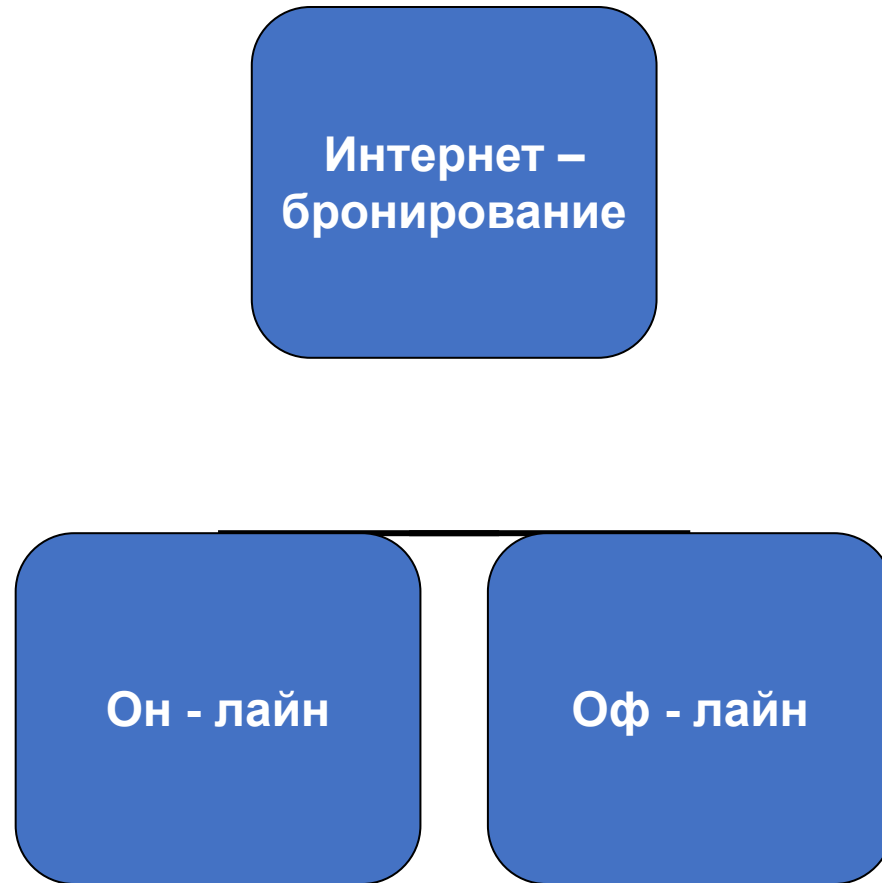 Интернет –
бронирование
Он - лайн
Оф - лайн